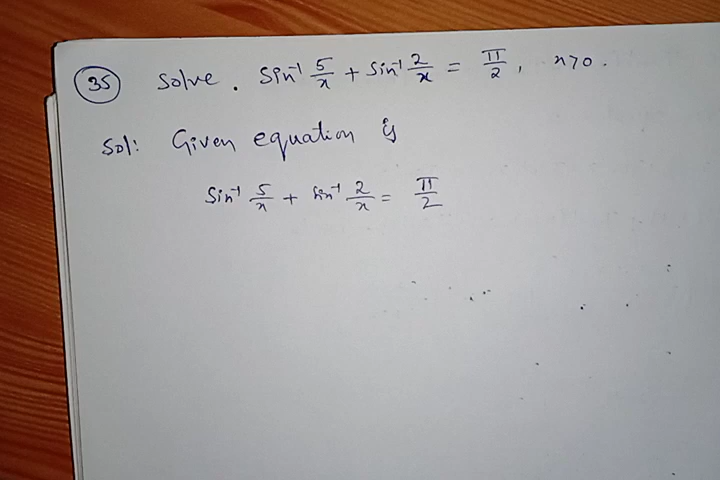 35 Solve. Sin⁻¹ 5/x + Sin⁻¹ 2/x = π/2, x>0.
Sol: Given equation is
Sin⁻¹ 5/x + sin⁻¹ 2/x = π/2